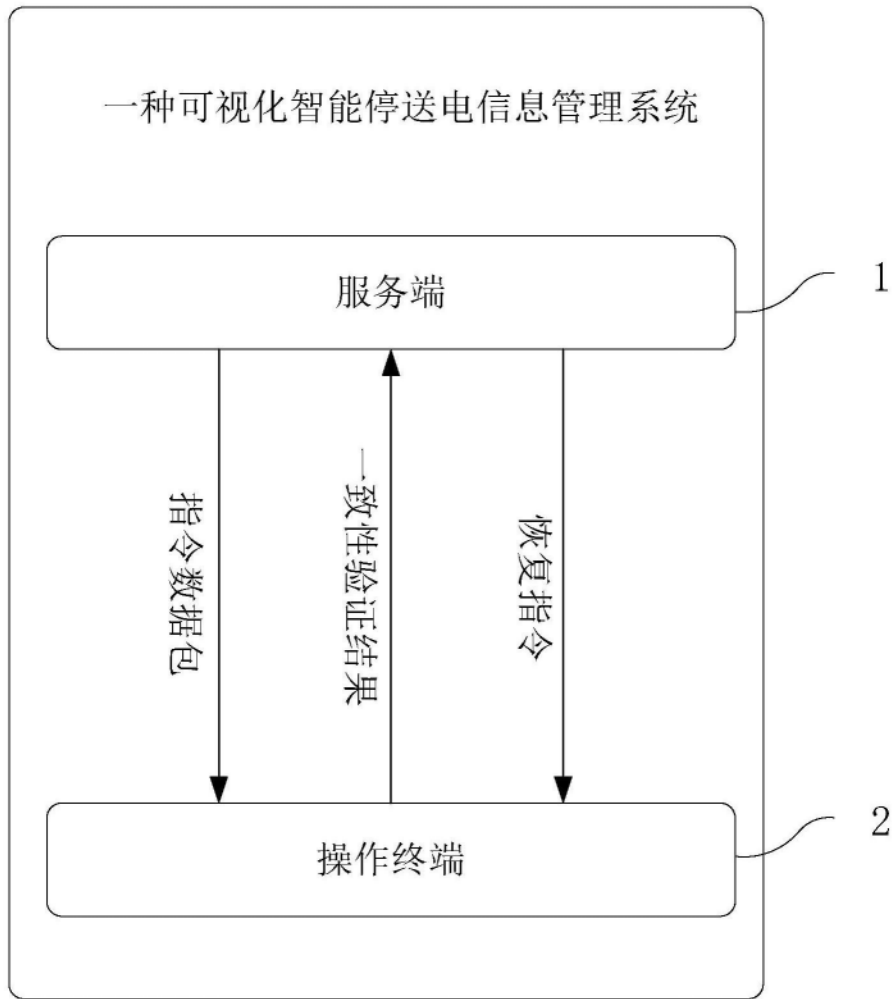 一种可视化智能停送电信息管理系统
服务端
1
指令数据包
一致性验证结果
恢复指令
操作终端
2